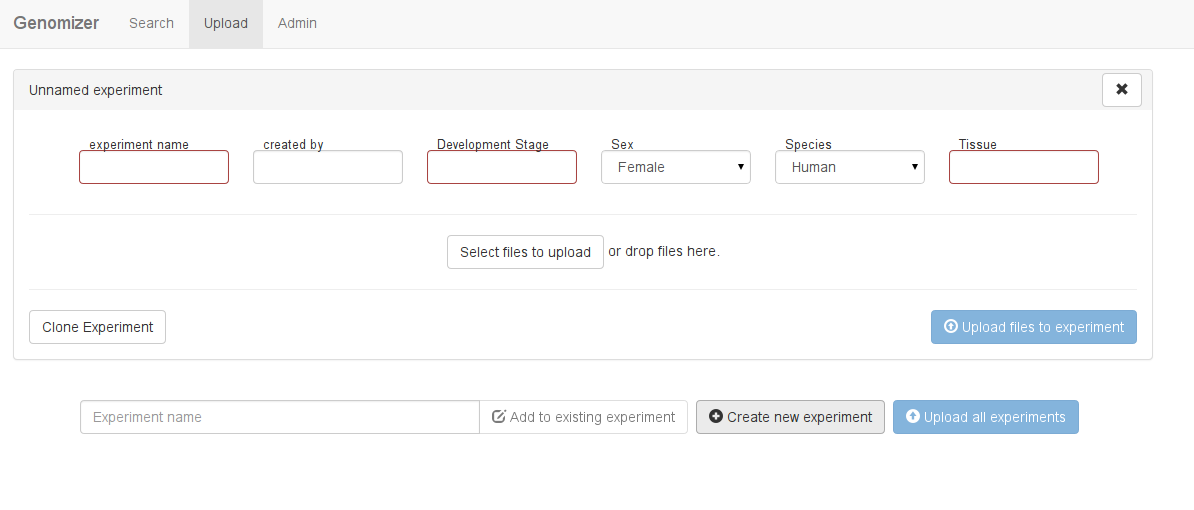 Genomizer Search Upload Admin
Unnamed experiment
experiment name created by Development Stage Sex Species Tissue
Female Human
Select files to upload or drop files here.
Clone Experiment Upload files to experiment
Experiment name Add to existing experiment Create new experiment Upload all experiments